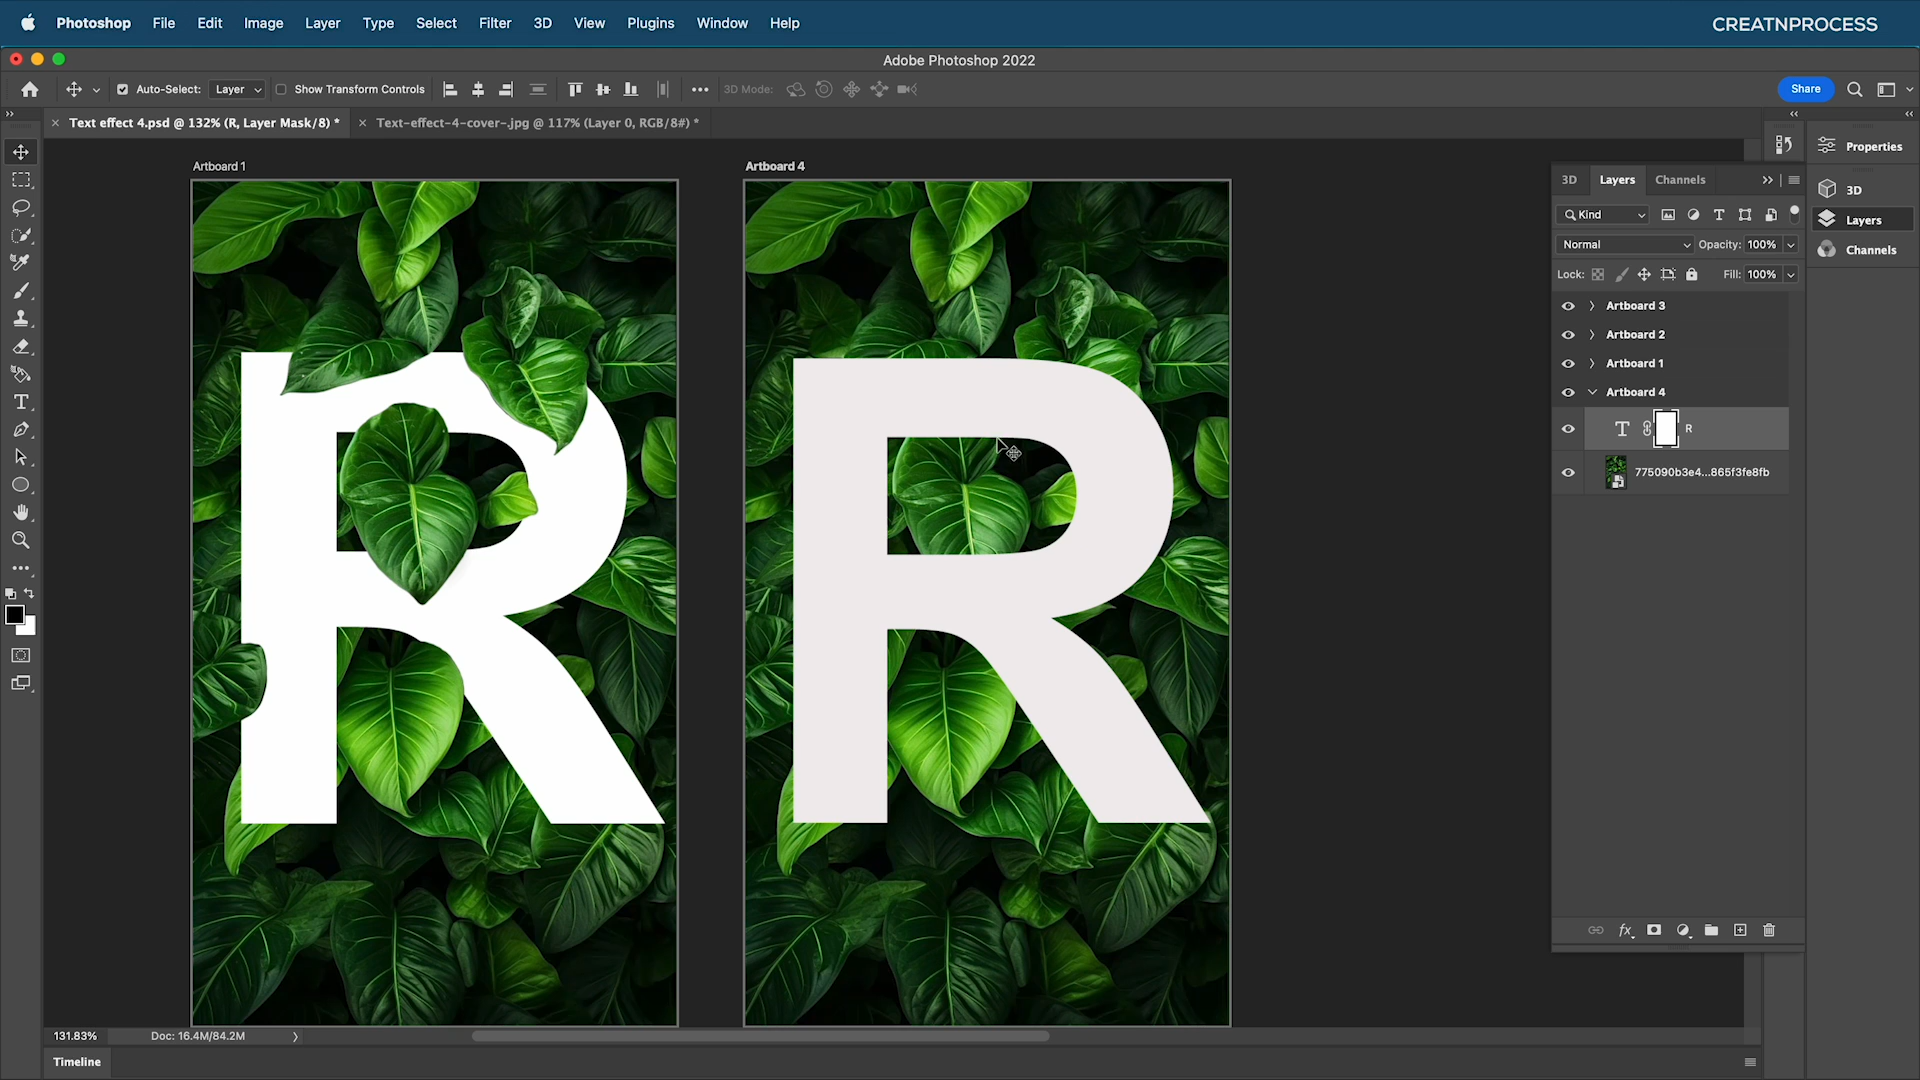 Photoshop File Edit Image Layer Type Select Filter 3D View Plugins Window Help
CREATNPROCESS
Adobe Photoshop 2022
Auto-Select: Layer Show Transform Controls 3D Mode: Share
Text effect 4.psd @ 132% (R, Layer Mask/8) * Text-effect-4-cover-.jpg @ 117% (Layer 0, RGB/8#) *
Artboard 1
Artboard 4
R
R
3D Layers Channels
Kind
Normal Opacity: 100%
Lock: Fill: 100%
Artboard 3
Artboard 2
Artboard 1
Artboard 4
T R
775090b3e4...865f3fe8fb
fx
Properties
3D
Layers
Channels
131.83% Doc: 16.4M/84.2M
Timeline